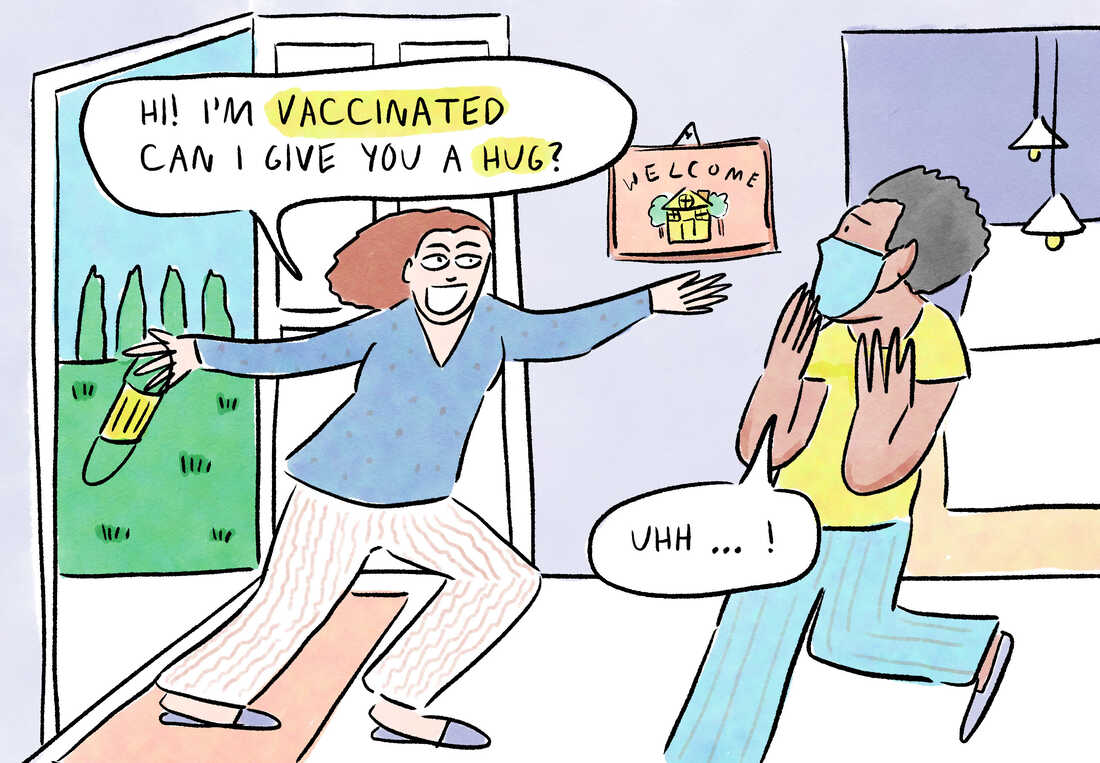 HI! I'M VACCINATED
CAN I GIVE YOU A HUG?
WELCOME
UHH ... !